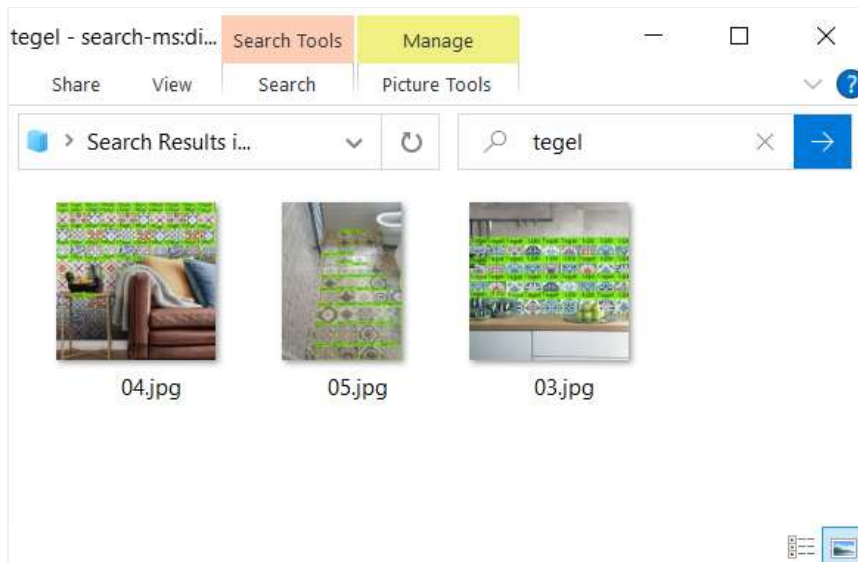 tegel - search-ms:di...
Search Tools
Manage
Share
View
Search
Picture Tools
?
Search Results i...
tegel
04.jpg
05.jpg
03.jpg